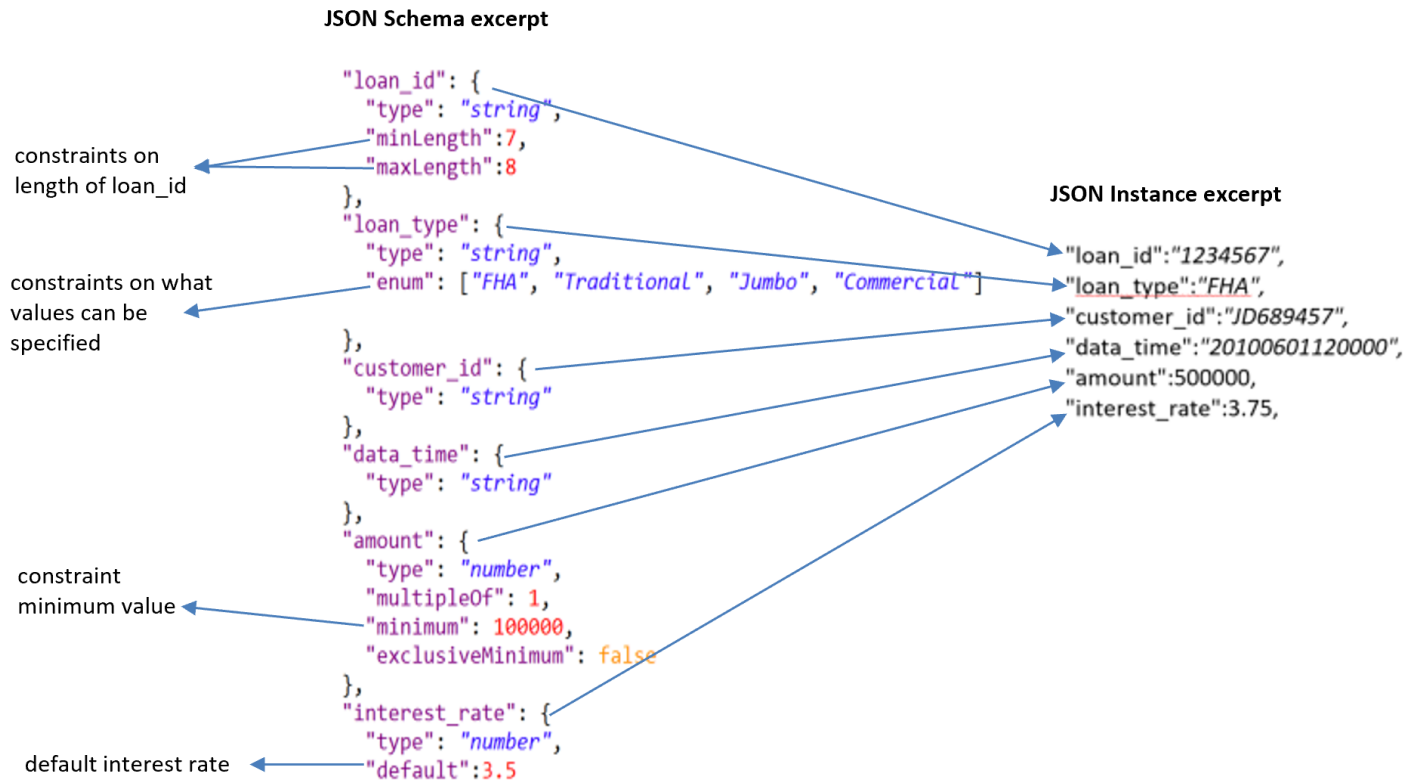 JSON Schema excerpt
"loan_id": {
"type": "string",
"minLength":7,
"maxLength":8
},
"loan_type": {
"type": "string",
"enum": ["FHA", "Traditional", "Jumbo", "Commercial"]
},
"customer_id": {
"type": "string"
},
"data_time": {
"type": "string"
},
"amount": {
"type": "number",
"multipleOf": 1,
"minimum": 100000,
"exclusiveMinimum": false
},
"interest_rate": {
"type": "number",
"default":3.5
constraints on
length of loan_id
constraints on what
values can be
specified
constraint
minimum value
default interest rate
JSON Instance excerpt
"loan_id":"1234567",
"loan_type":"FHA",
"customer_id":"JD689457",
"data_time":"20100601120000",
"amount":500000,
"interest_rate":3.75,